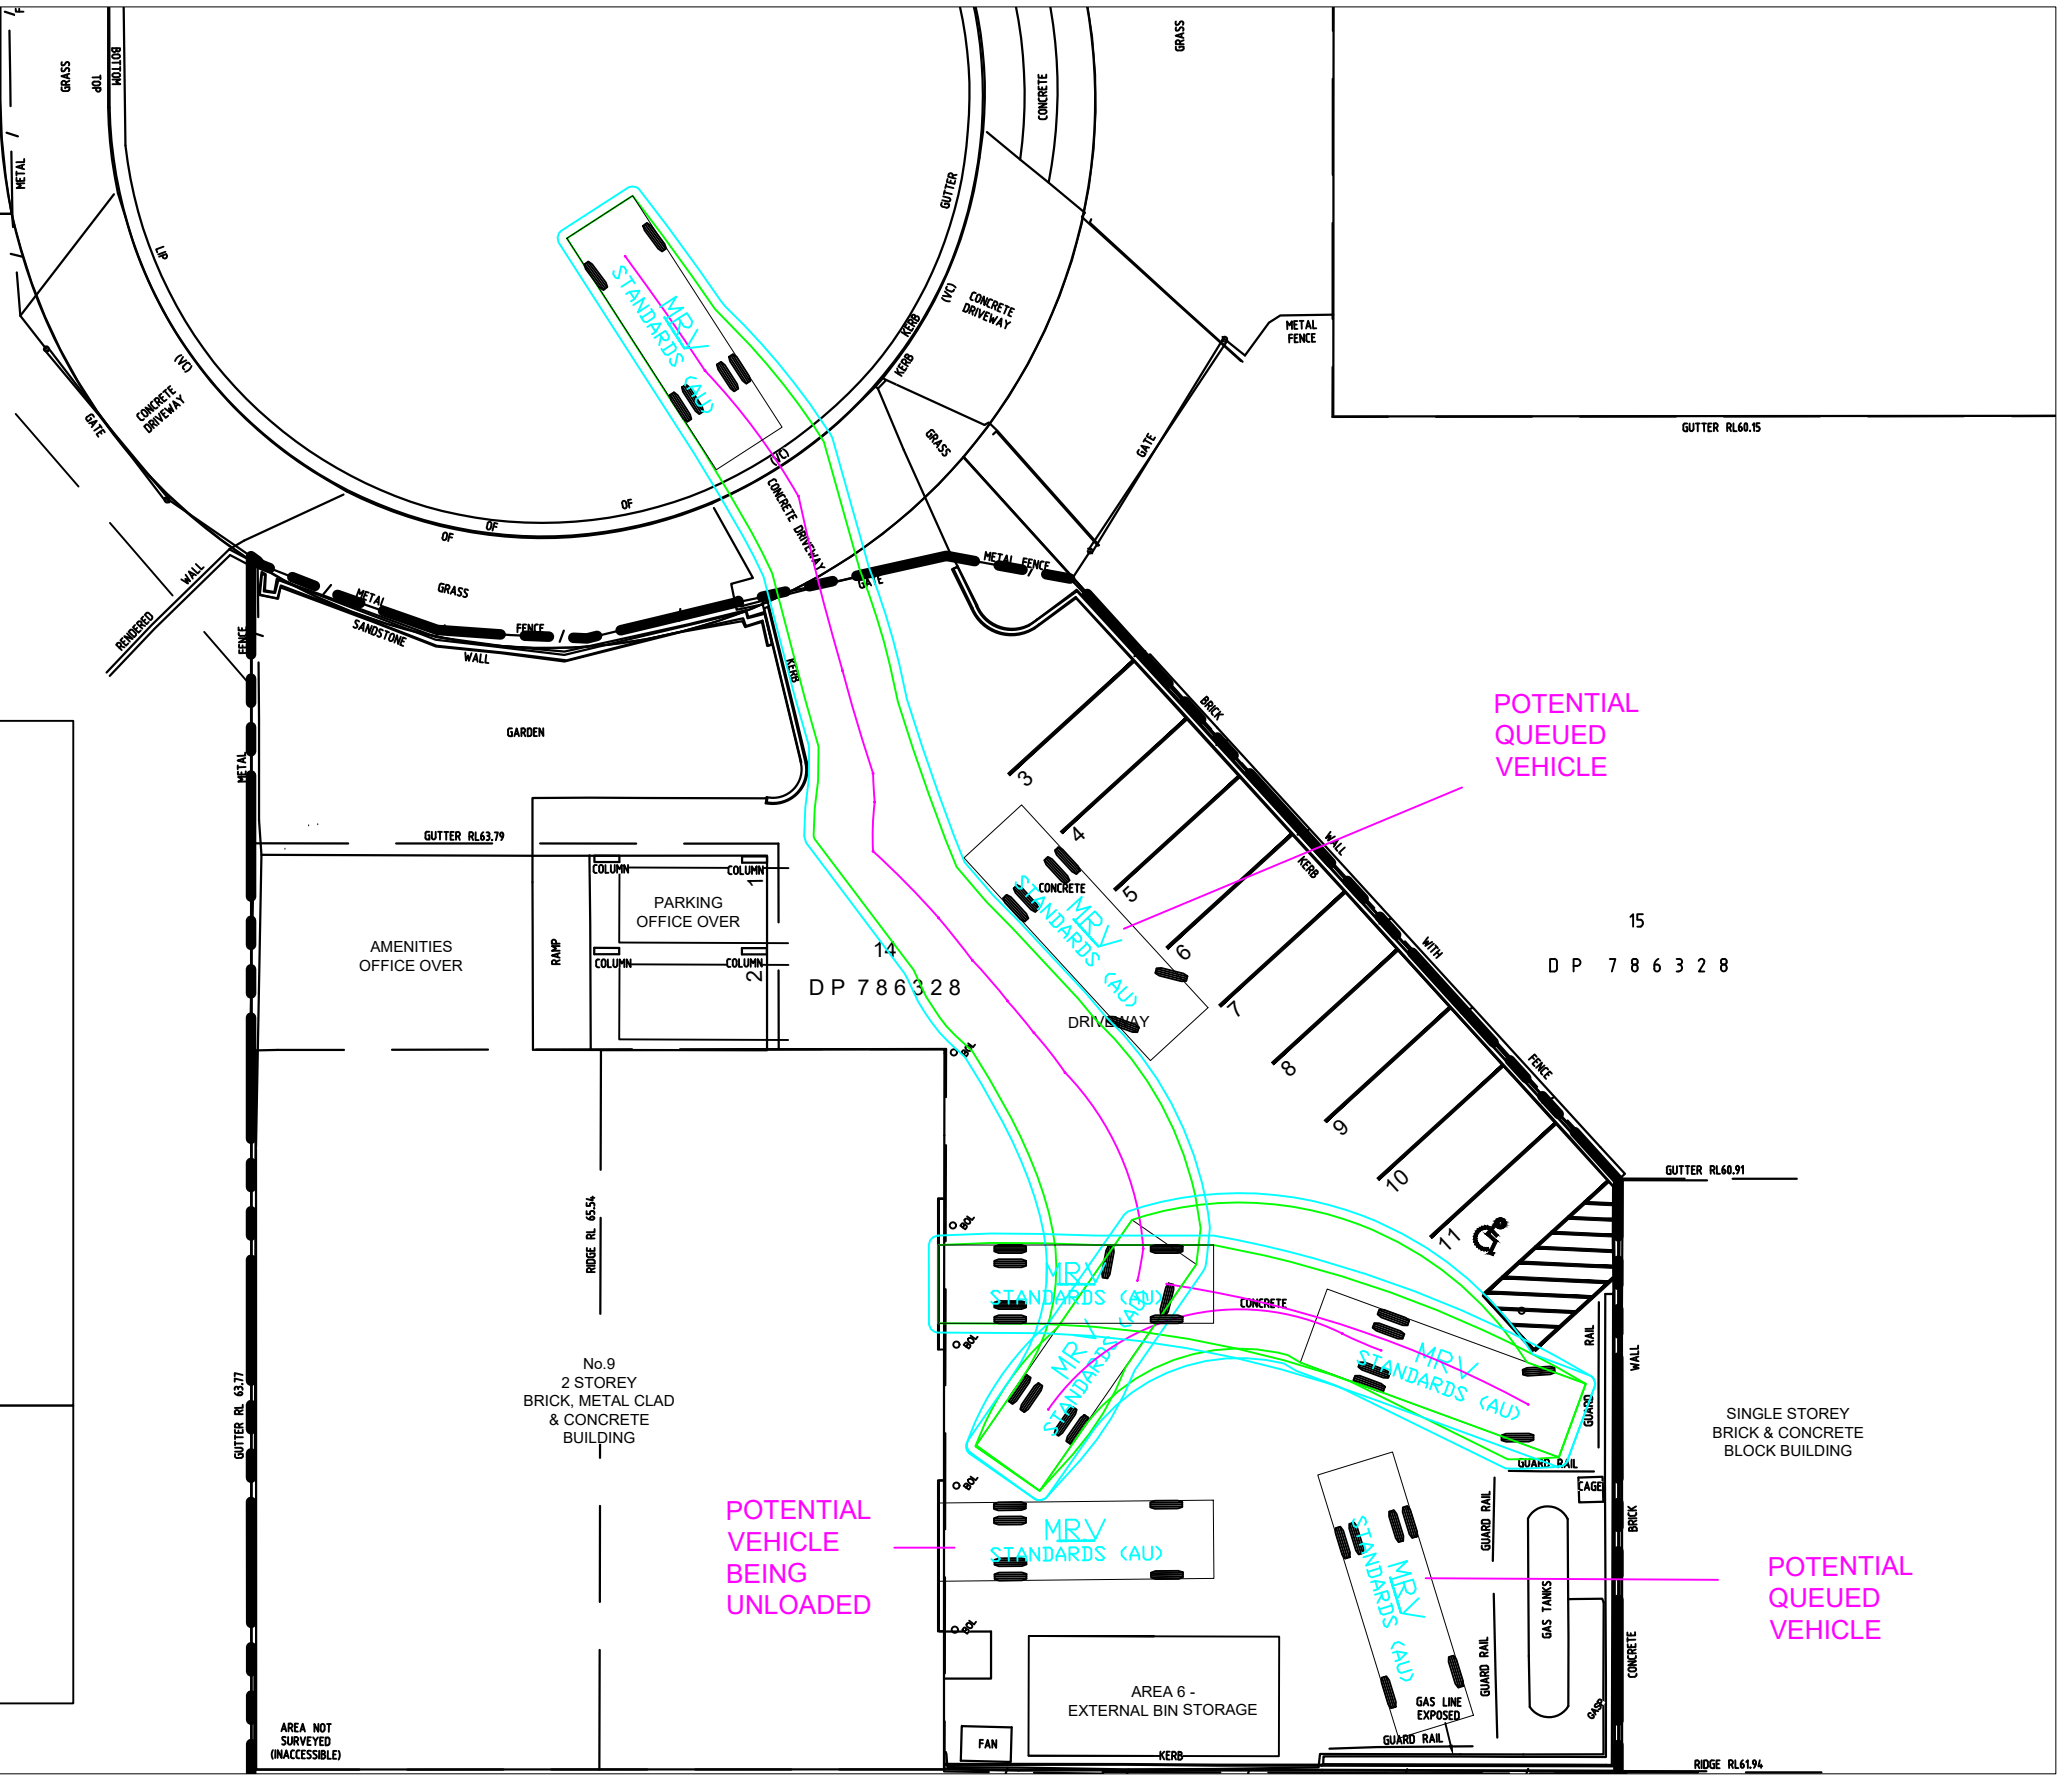 GRASS
TOP
BOTTOM
METAL
F
GRASS
CONCRETE
GUTTER
LIP
(VC)
CONCRETE
DRIVEWAY
GATE
(VC)
CONCRETE
DRIVEWAY
KERB
KERB
METAL
FENCE
GUTTER RL60.15
GRASS
GATE
MRV
STANDARDS (AU)
(VC)
CONCRETE DRIVEWAY
OF
OF
OF
OF
WALL
RENDERED
GRASS
METAL
FENCE /
SANDSTONE
WALL
GATE
METAL FENCE
/
FENCE
METAL
KERB
GARDEN
BRICK
WALL
KERB
WITH
FENCE
POTENTIAL
QUEUED
VEHICLE
3
4
5
6
7
8
9
10
11
GUTTER RL63.79
COLUMN
COLUMN
1
PARKING
OFFICE OVER
AMENITIES
OFFICE OVER
RAMP
COLUMN
COLUMN
2
14
DP 786328
CONCRETE
MRV
STANDARDS (AU)
DRIVEWAY
15
DP 786328
BOL
GUTTER RL60.91
RIDGE RL 65.54
BOL
MRV
STANDARDS (AU)
CONCRETE
MRV
STANDARDS (AU)
BOL
MRV
STANDARDS (AU)
RAIL
GUARD
WALL
No.9
2 STOREY
BRICK, METAL CLAD
& CONCRETE
BUILDING
GUTTER RL 63.77
SINGLE STOREY
BRICK & CONCRETE
BLOCK BUILDING
GUARD RAIL
CAGE
BOL
POTENTIAL
VEHICLE
BEING
UNLOADED
MRV
STANDARDS (AU)
MRV
STANDARDS (AU)
GUARD RAIL
BRICK
GAS TANKS
POTENTIAL
QUEUED
VEHICLE
BOL
GUARD RAIL
CONCRETE
AREA 6 -
EXTERNAL BIN STORAGE
GAS LINE
EXPOSED
GASP
AREA NOT
SURVEYED
(INACCESSIBLE)
FAN
KERB
GUARD RAIL
RIDGE RL61.94